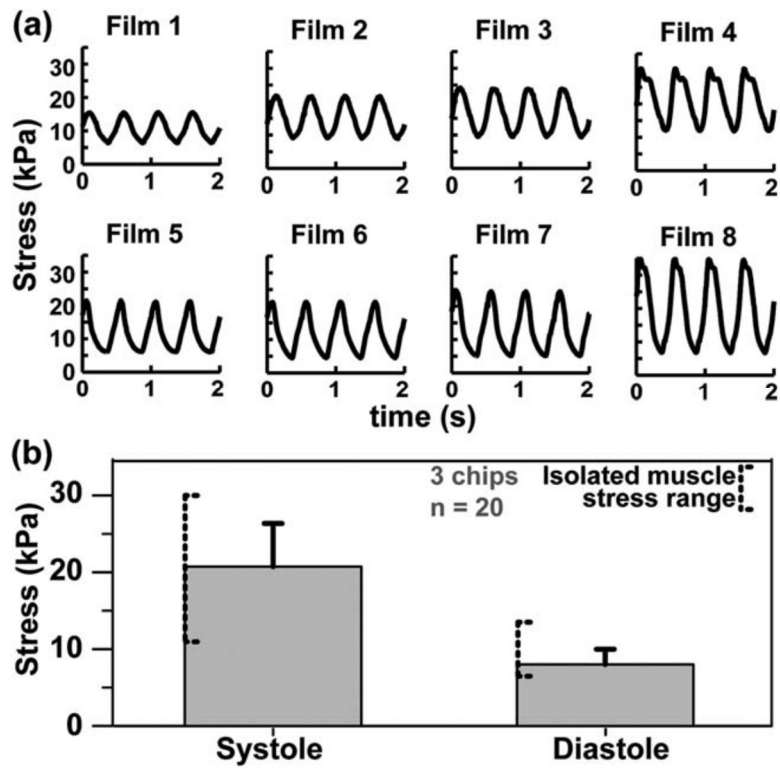 (a)
Film 1 Film 2 Film 3 Film 4
Stress (kPa)
30
20
10
0
0 1 2 0 1 2 0 1 2 0 1 2
Film 5 Film 6 Film 7 Film 8
30
20
10
0
0 1 2 0 1 2 0 1 2 0 1 2
time (s)
(b)
3 chips
n = 20
Isolated muscle
stress range
Stress (kPa)
30
20
10
0
Systole Diastole